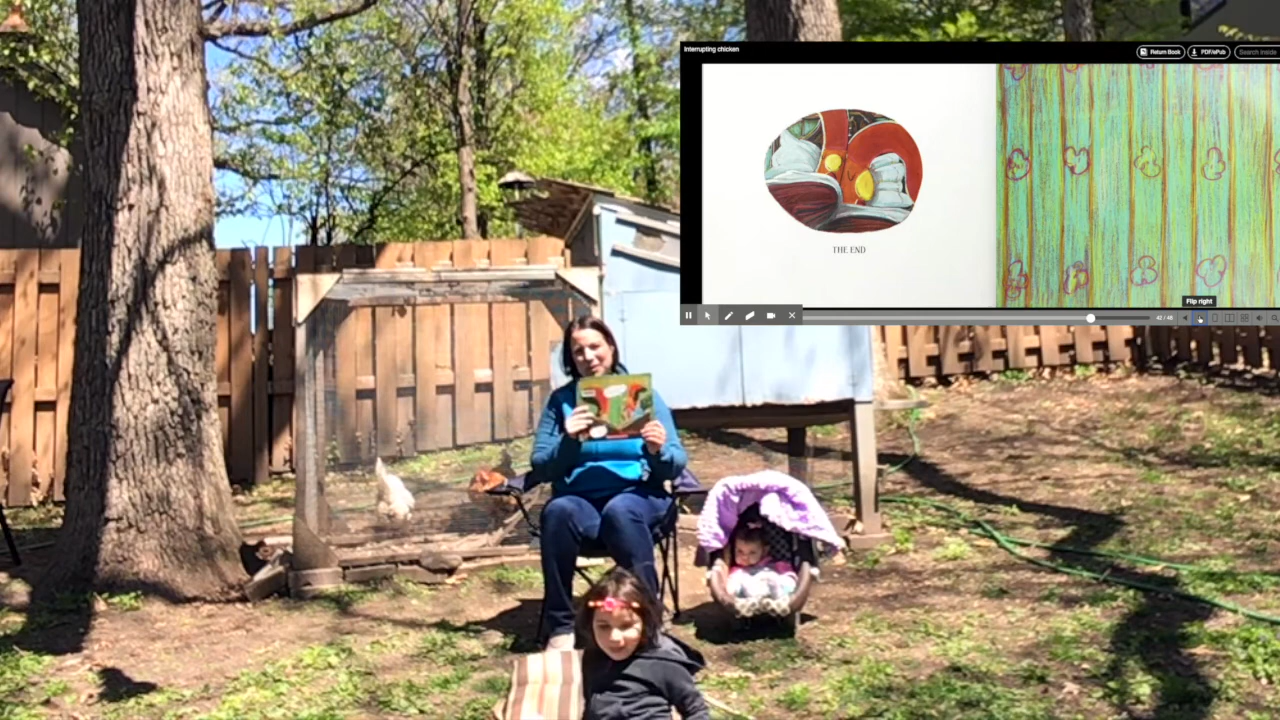 Interrupting chicken
Return Book
PDF/ePub
Search inside
THE END
Flip right
42 / 48